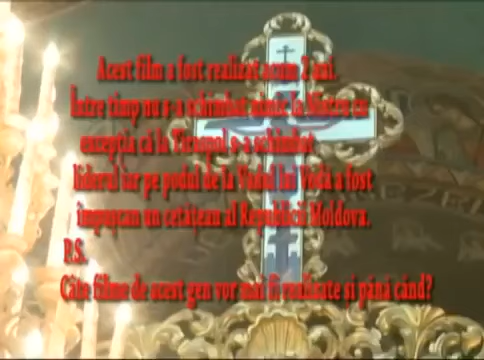 Acest film a fost realizat acum 2 ani.
Între timp nu s-a schimbat nimic la Nistru cu
excepția că la Tiraspol s-a schimbat
liderul iar pe podul de la Vadul lui Vodă a fost
împușcan un cetățean al Republicii Moldova.
P.S.
Câte filme de acest gen vor mai fi realizate si până când?